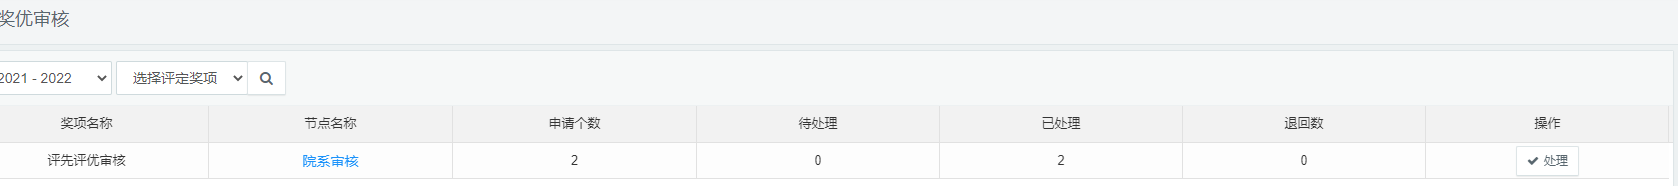 奖优审核
2021 - 2022 选择评定奖项
奖项名称 节点名称 申请个数 待处理 已处理 退回数 操作
评先评优审核 院系审核 2 0 2 0 处理